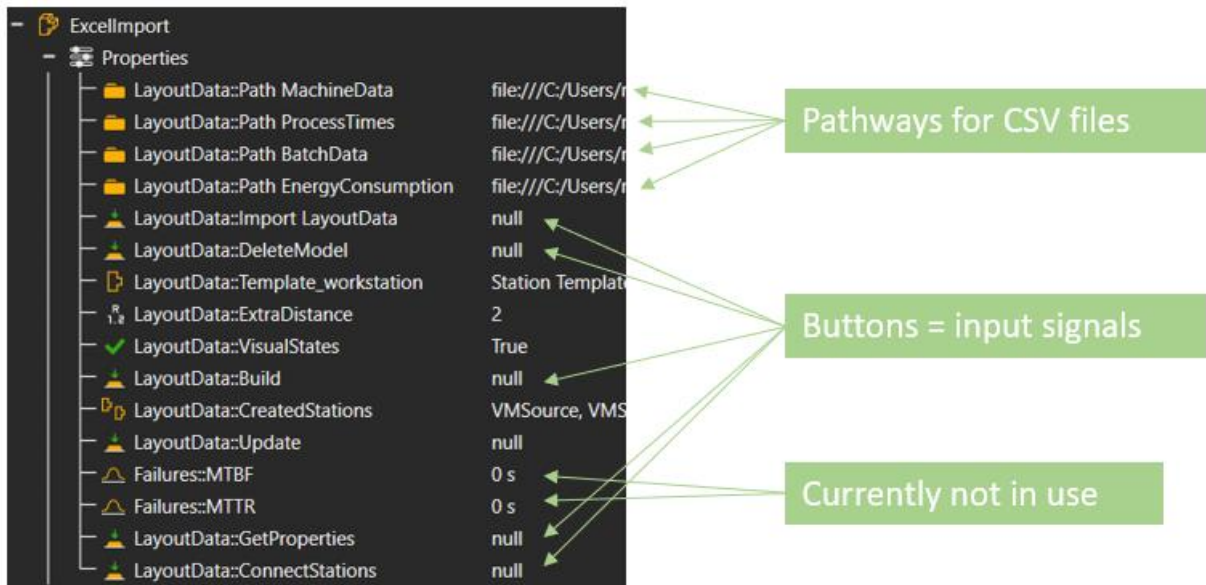 ExcelImport
Properties
LayoutData::Path MachineData file:///C:/Users/r
LayoutData::Path ProcessTimes file:///C:/Users/r
LayoutData::Path BatchData file:///C:/Users/r
LayoutData::Path EnergyConsumption file:///C:/Users/r
LayoutData::Import LayoutData null
LayoutData::DeleteModel null
LayoutData::Template_workstation Station Template
LayoutData::ExtraDistance 2
LayoutData::VisualStates True
LayoutData::Build null
LayoutData::CreatedStations VMSource, VMS
LayoutData::Update null
Failures::MTBF 0 s
Failures::MTTR 0 s
LayoutData::GetProperties null
LayoutData::ConnectStations null
Pathways for CSV files
Buttons = input signals
Currently not in use